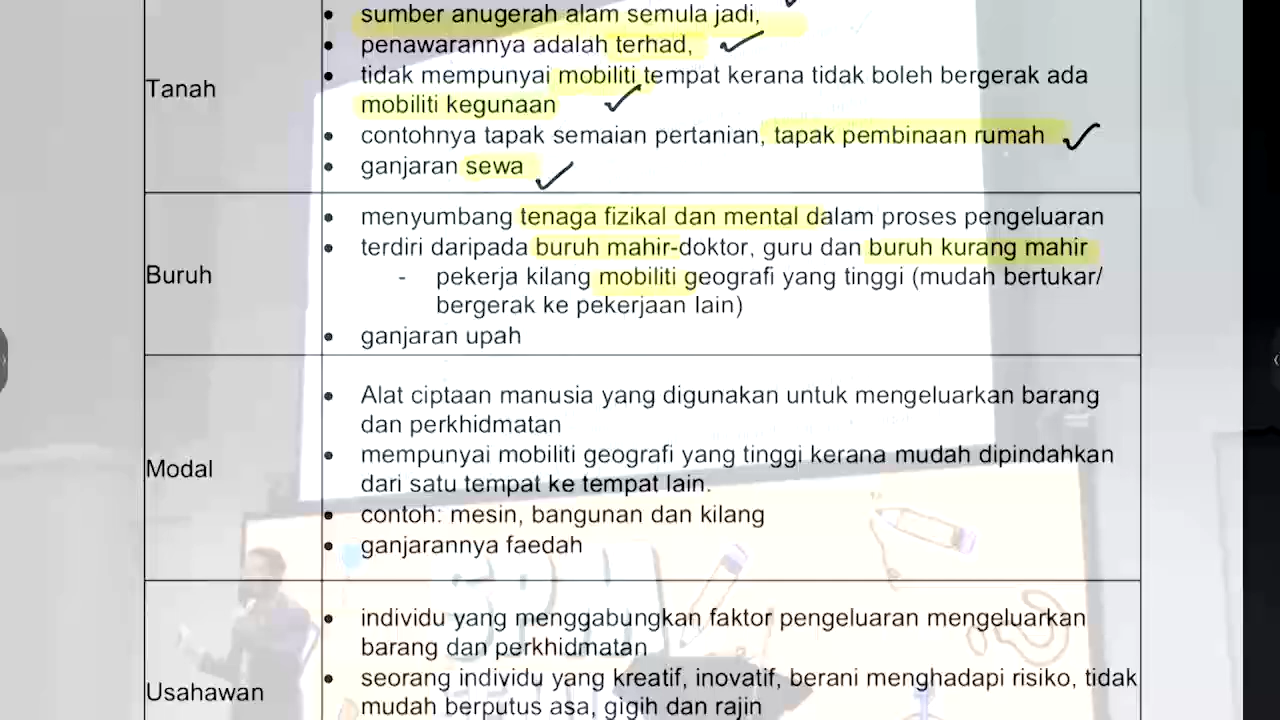 sumber anugerah alam semula jadi,
penawarannya adalah terhad,
tidak mempunyai mobiliti tempat kerana tidak boleh bergerak ada
mobiliti kegunaan
Tanah
contohnya tapak semaian pertanian, tapak pembinaan rumah
ganjaran sewa
menyumbang tenaga fizikal dan mental dalam proses pengeluaran
terdiri daripada buruh mahir-doktor, guru dan buruh kurang mahir
Buruh
- pekerja kilang mobiliti geografi yang tinggi (mudah bertukar/
bergerak ke pekerjaan lain)
ganjaran upah
Alat ciptaan manusia yang digunakan untuk mengeluarkan barang
dan perkhidmatan
mempunyai mobiliti geografi yang tinggi kerana mudah dipindahkan
Modal
dari satu tempat ke tempat lain.
contoh: mesin, bangunan dan kilang
ganjarannya faedah
individu yang menggabungkan faktor pengeluaran mengeluarkan
barang dan perkhidmatan
Usahawan
seorang individu yang kreatif, inovatif, berani menghadapi risiko, tidak
mudah berputus asa, gigih dan rajin